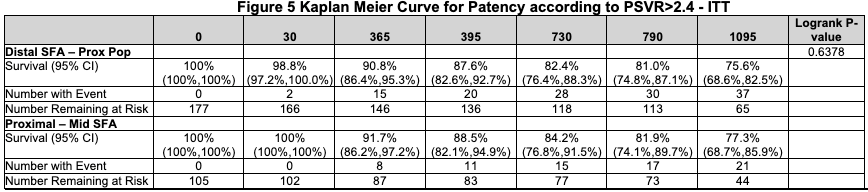 Figure 5 Kaplan Meier Curve for Patency according to PSVR>2.4 - ITT
0 30 365 395 730 790 1095 Logrank P-
value
Distal SFA – Prox Pop 0.6378
Survival (95% CI) 100% 98.8% 90.8% 87.6% 82.4% 81.0% 75.6%
(100%,100%) (97.2%,100.0%) (86.4%,95.3%) (82.6%,92.7%) (76.4%,88.3%) (74.8%,87.1%) (68.6%,82.5%)
Number with Event 0 2 15 20 28 30 37
Number Remaining at Risk 177 166 146 136 118 113 65
Proximal – Mid SFA
Survival (95% CI) 100% 100% 91.7% 88.5% 84.2% 81.9% 77.3%
(100%,100%) (100%,100%) (86.2%,97.2%) (82.1%,94.9%) (76.8%,91.5%) (74.1%,89.7%) (68.7%,85.9%)
Number with Event 0 0 8 11 15 17 21
Number Remaining at Risk 105 102 87 83 77 73 44